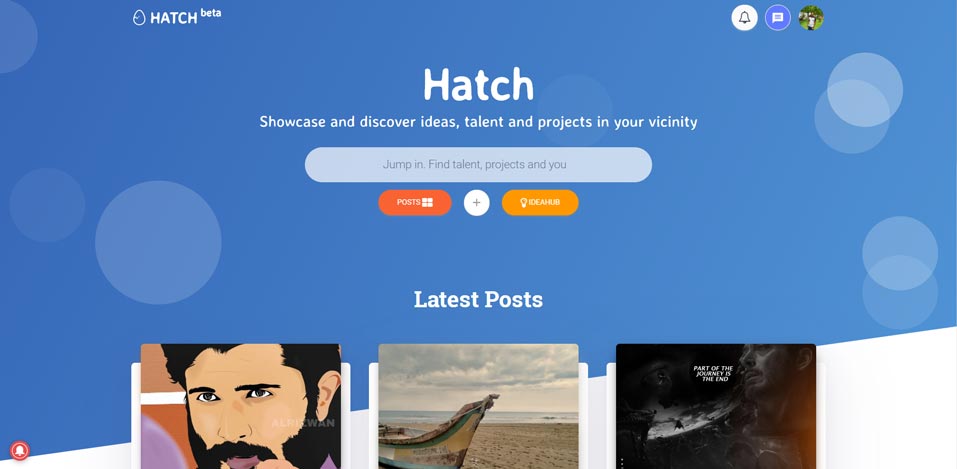 HATCH beta
Hatch
Showcase and discover ideas, talent and projects in your vicinity
Jump in. Find talent, projects and you
POSTS
+
IDEAHUB
Latest Posts
ALRIZWAN
PART OF THE
JOURNEY IS
THE END